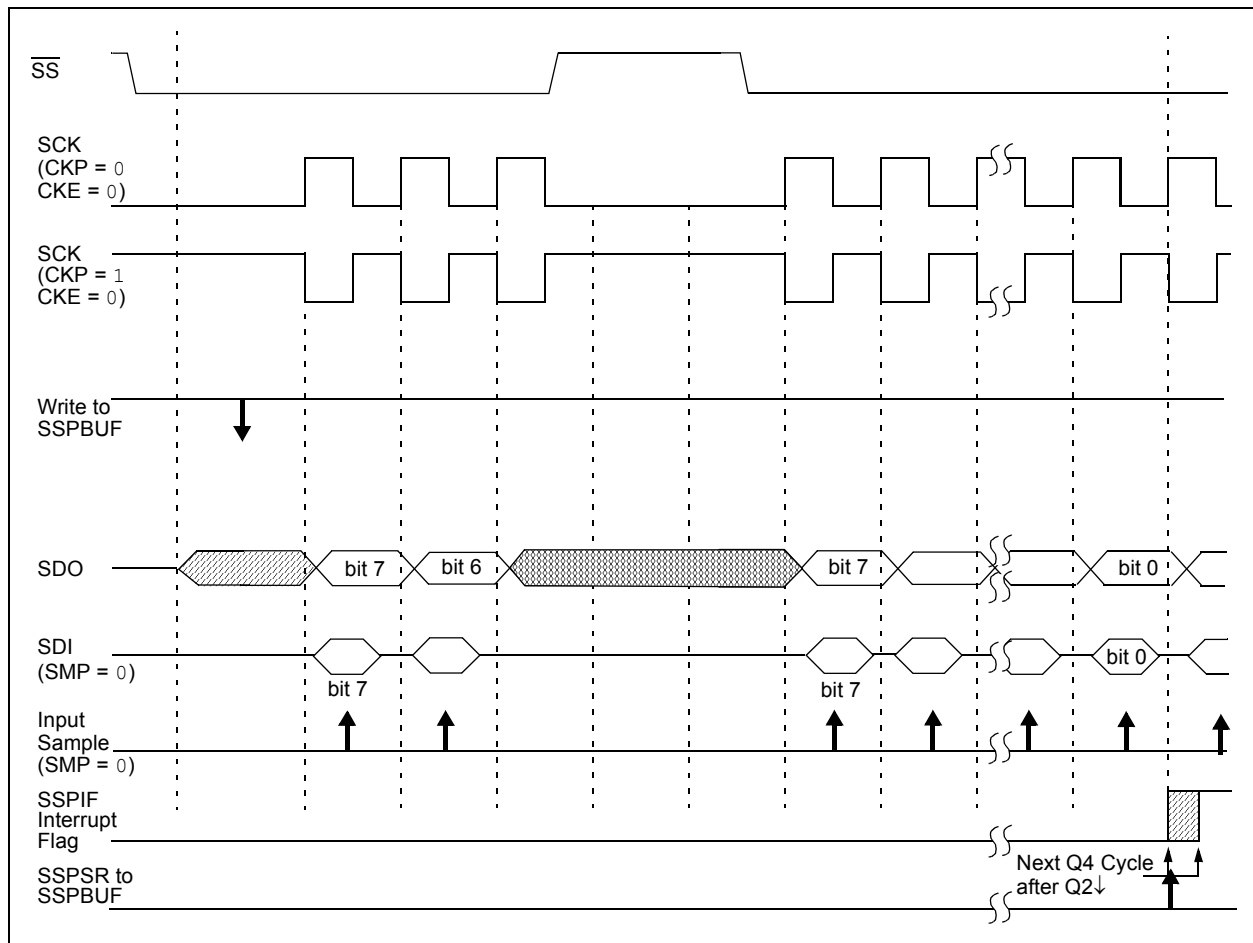 SS
SCK
(CKP = 0
CKE = 0)
SCK
(CKP = 1
CKE = 0)
Write to
SSPBUF
SDO
bit 7
bit 6
bit 7
bit 0
SDI
(SMP = 0)
bit 7
bit 7
bit 0
Input
Sample
(SMP = 0)
SSPIF
Interrupt
Flag
SSPSR to
SSPBUF
Next Q4 Cycle
after Q2↓